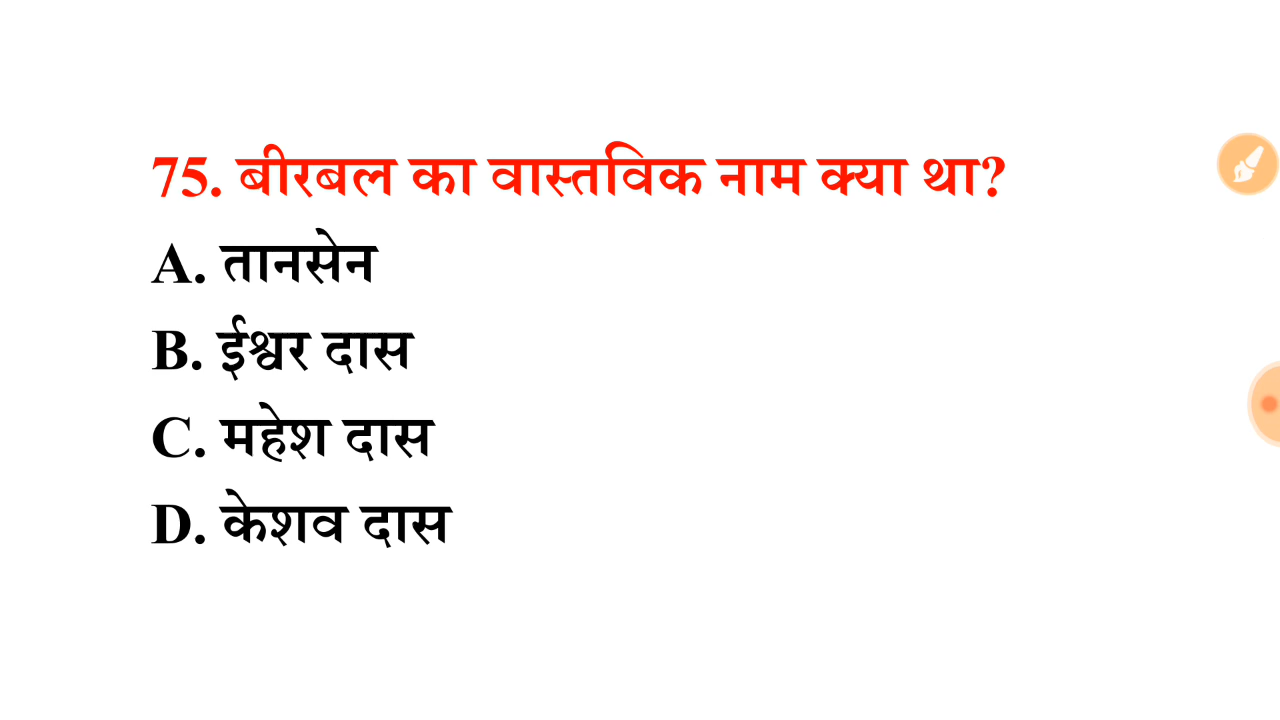 75. बीरबल का वास्तविक नाम क्या था?
A. तानसेन
B. ईश्वर दास
C. महेश दास
D. केशव दास